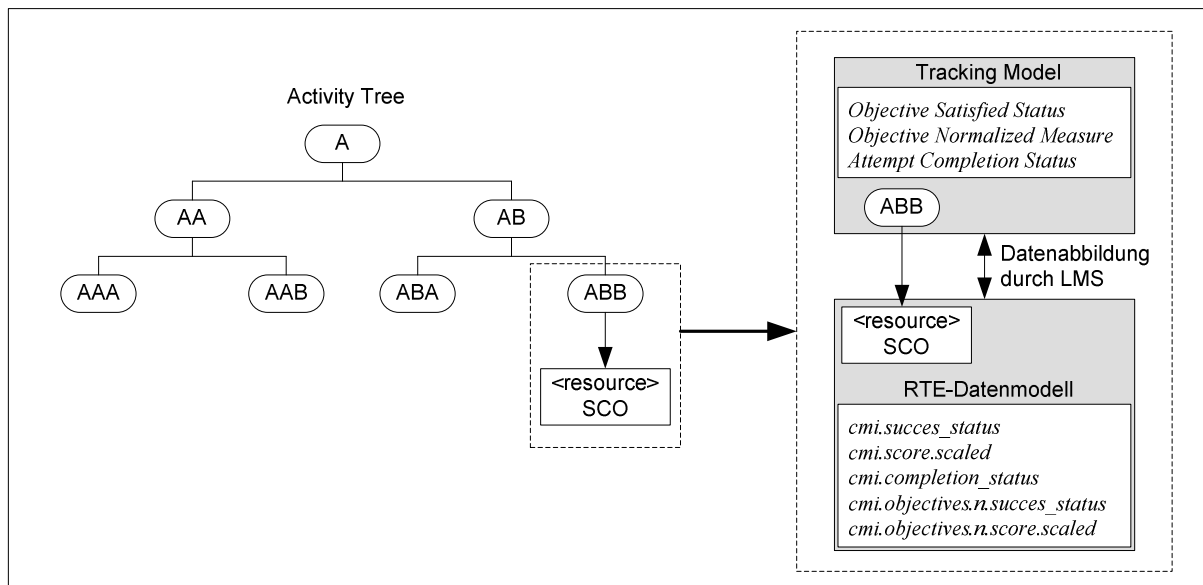 Activity Tree
A
AA
AB
AAA
AAB
ABA
ABB
<resource>
SCO
Tracking Model
Objective Satisfied Status
Objective Normalized Measure
Attempt Completion Status
ABB
Datenabbildung
durch LMS
<resource>
SCO
RTE-Datenmodell
cmi.succes_status
cmi.score.scaled
cmi.completion_status
cmi.objectives.n.succes_status
cmi.objectives.n.score.scaled